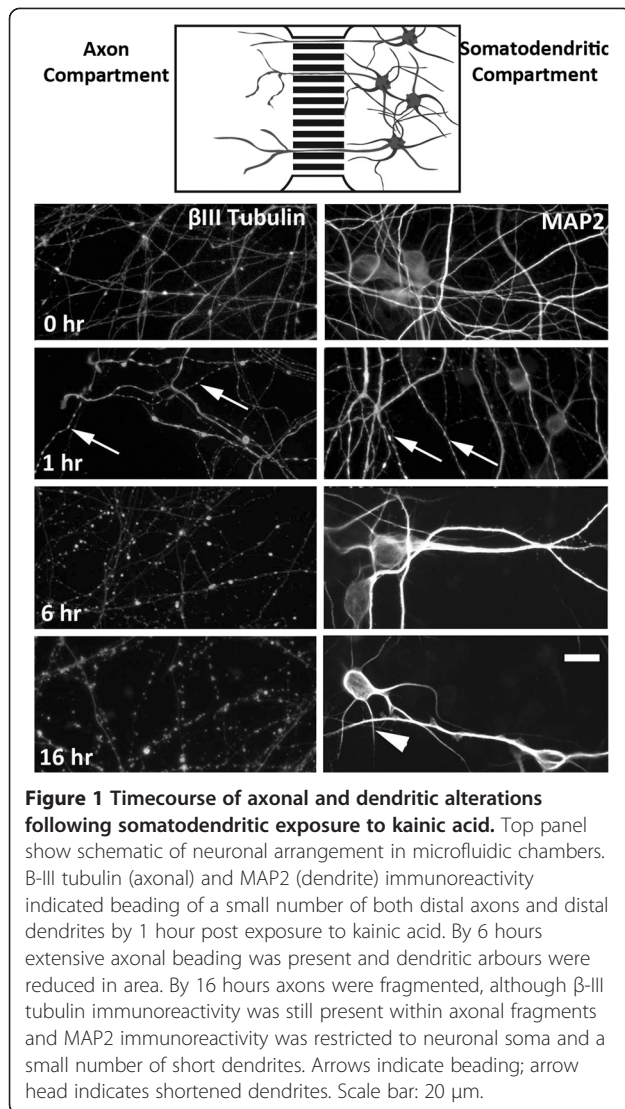 Axon
Compartment
Somatodendritic
Compartment
βIII Tubulin
MAP2
0 hr
1 hr
6 hr
16 hr
Figure 1 Timecourse of axonal and dendritic alterations
following somatodendritic exposure to kainic acid. Top panel
show schematic of neuronal arrangement in microfluidic chambers.
B-III tubulin (axonal) and MAP2 (dendrite) immunoreactivity
indicated beading of a small number of both distal axons and distal
dendrites by 1 hour post exposure to kainic acid. By 6 hours
extensive axonal beading was present and dendritic arbours were
reduced in area. By 16 hours axons were fragmented, although β-III
tubulin immunoreactivity was still present within axonal fragments
and MAP2 immunoreactivity was restricted to neuronal soma and a
small number of short dendrites. Arrows indicate beading; arrow
head indicates shortened dendrites. Scale bar: 20 μm.